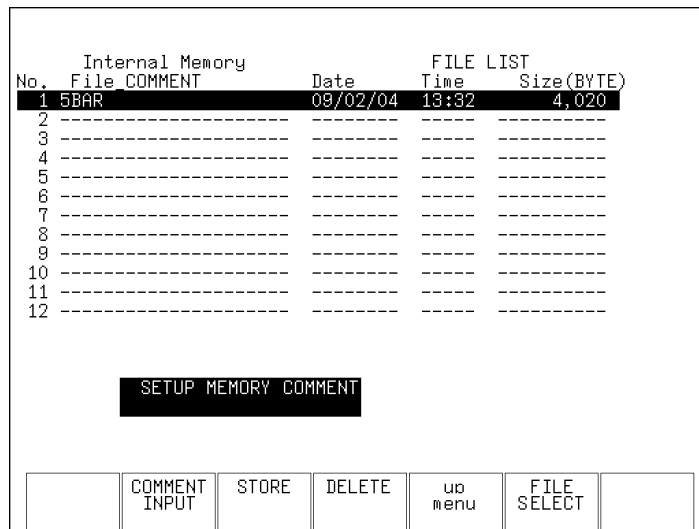 Internal Memory FILE LIST
No. File_COMMENT Date Time Size(BYTE)
1 5BAR 09/02/04 13:32 4,020
2 --------------------- -------- ----- ----------
3 --------------------- -------- ----- ----------
4 --------------------- -------- ----- ----------
5 --------------------- -------- ----- ----------
6 --------------------- -------- ----- ----------
7 --------------------- -------- ----- ----------
8 --------------------- -------- ----- ----------
9 --------------------- -------- ----- ----------
10 --------------------- -------- ----- ----------
11 --------------------- -------- ----- ----------
12 --------------------- -------- ----- ----------
SETUP MEMORY COMMENT
COMMENT INPUT
STORE
DELETE
up menu
FILE SELECT